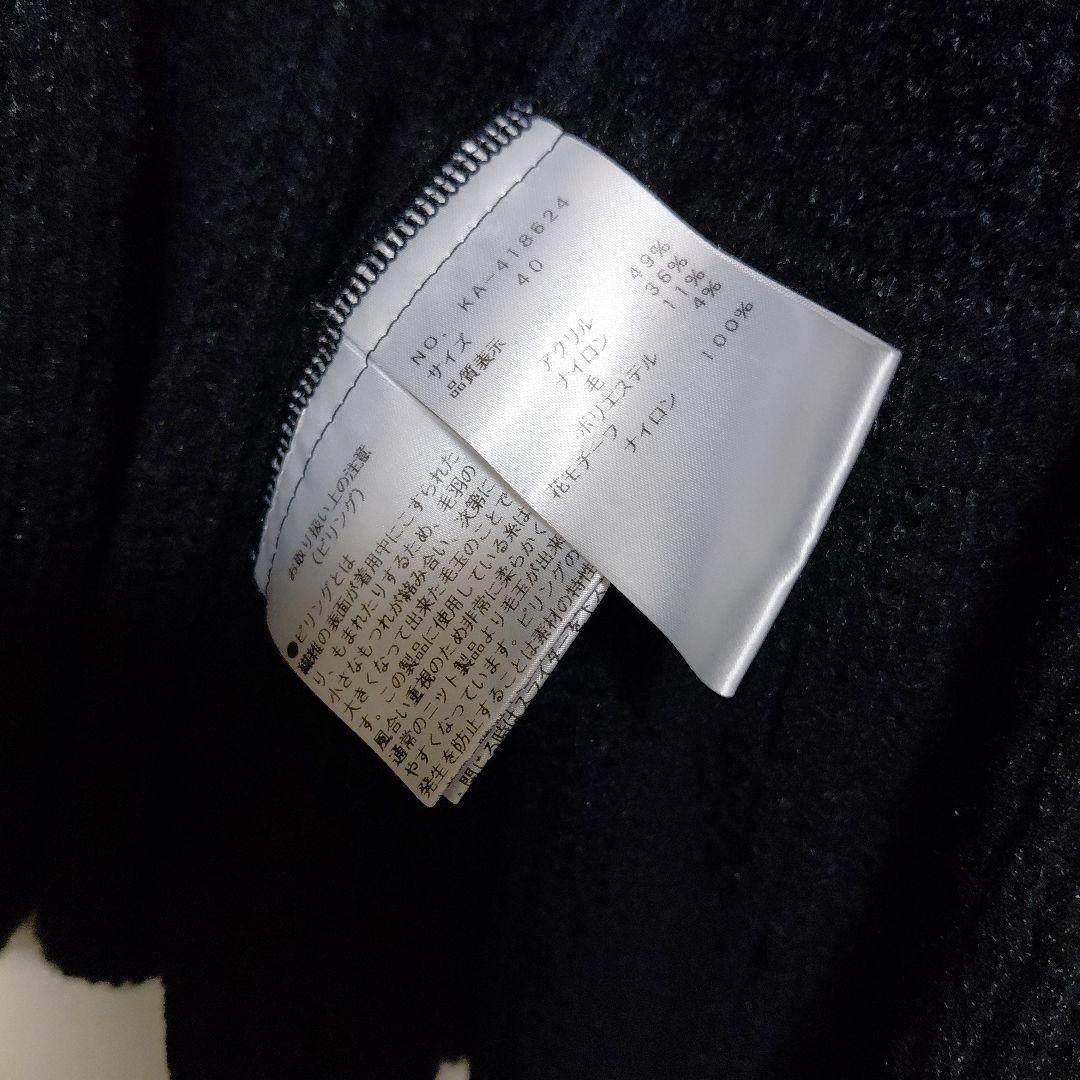 NO. KA-418624
サイズ 40
品質表示
アクリル 49%
ナイロン 36%
毛 11%
ポリエステル 4%
花モチーフ
ナイロン 100%
お取り扱い上の注意
(ピリング)
●ピリングとは
繊維の表面が着用中にこすられた
り、もまれたりするため、毛羽の
小さなもつれが絡み合い、次第に
大きくなって出来た毛玉のことで
す。この製品に使用している糸は
風合い重視のため非常に柔らかく
通常のニット製品より毛玉が出来
やすくなっています。ピリングの
発生を防止することは素材の特性